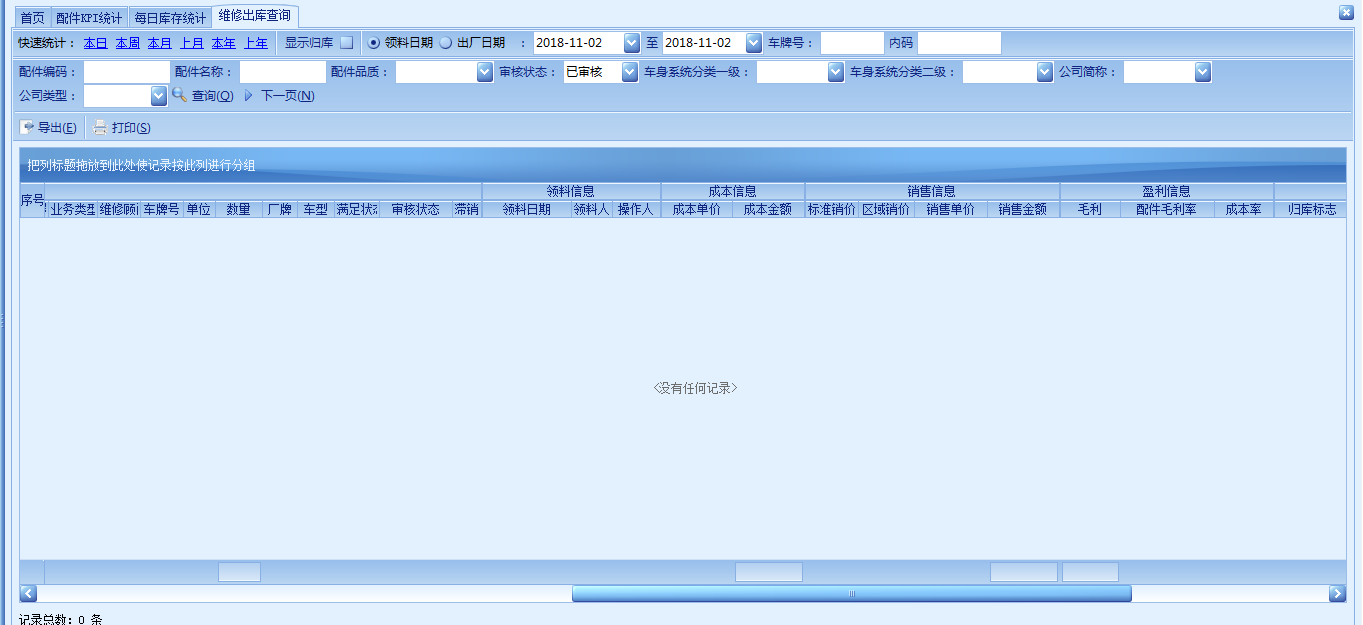 首页 配件KPI统计 每日库存统计 维修出库查询
快速统计： 本日 本周 本月 上月 本年 上年 显示归库 领料日期 出厂日期 ： 2018-11-02 至 2018-11-02 车牌号： 内码
配件编码： 配件名称： 配件品质： 审核状态： 已审核 车身系统分类一级： 车身系统分类二级： 公司简称：
公司类型： 查询(Q) 下一页(N)
导出(E) 打印(S)
把列标题拖放到此处使记录按此列进行分组
领料信息 成本信息 销售信息 盈利信息
序号 业务类型 维修顾 车牌号 单位 数量 厂牌 车型 满足状 审核状态 滞销 领料日期 领料人 操作人 成本单价 成本金额 标准销价 区域销价 销售单价 销售金额 毛利 配件毛利率 成本率 归库标志
<没有任何记录>
记录总数：0 条